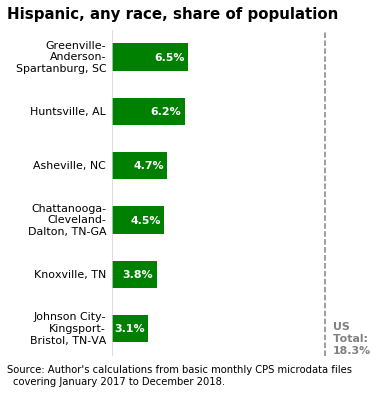 Hispanic, any race, share of population
Greenville-
Anderson-
Spartanburg, SC
6.5%
Huntsville, AL
6.2%
Asheville, NC
4.7%
Chattanooga-
Cleveland-
Dalton, TN-GA
4.5%
Knoxville, TN
3.8%
Johnson City-
Kingsport-
Bristol, TN-VA
3.1%
US
Total:
18.3%
Source: Author's calculations from basic monthly CPS microdata files
covering January 2017 to December 2018.